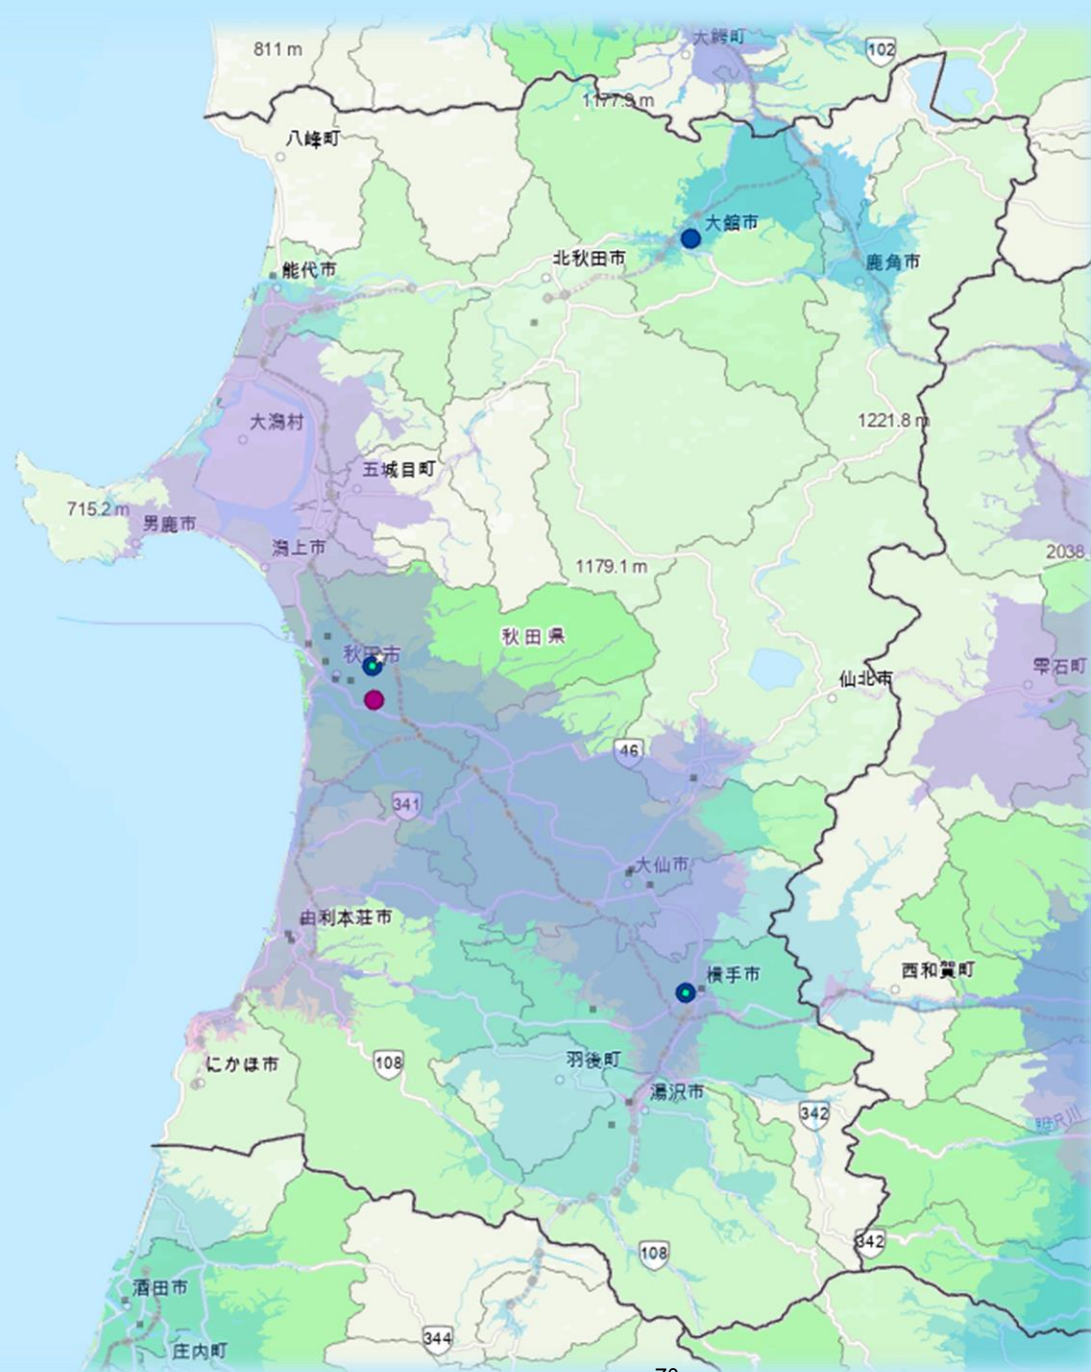 大鰐町
811 m
102
1177.9 m
八峰町
大館市
北秋田市
鹿角市
能代市
大潟村
1221.8 m
五城目町
715.2 m
男鹿市
潟上市
2038
1179.1 m
秋田県
秋田市
雫石町
仙北市
46
341
大仙市
由利本荘市
西和賀町
横手市
にかほ市
108
羽後町
湯沢市
342
胆沢川
342
108
酒田市
344
庄内町